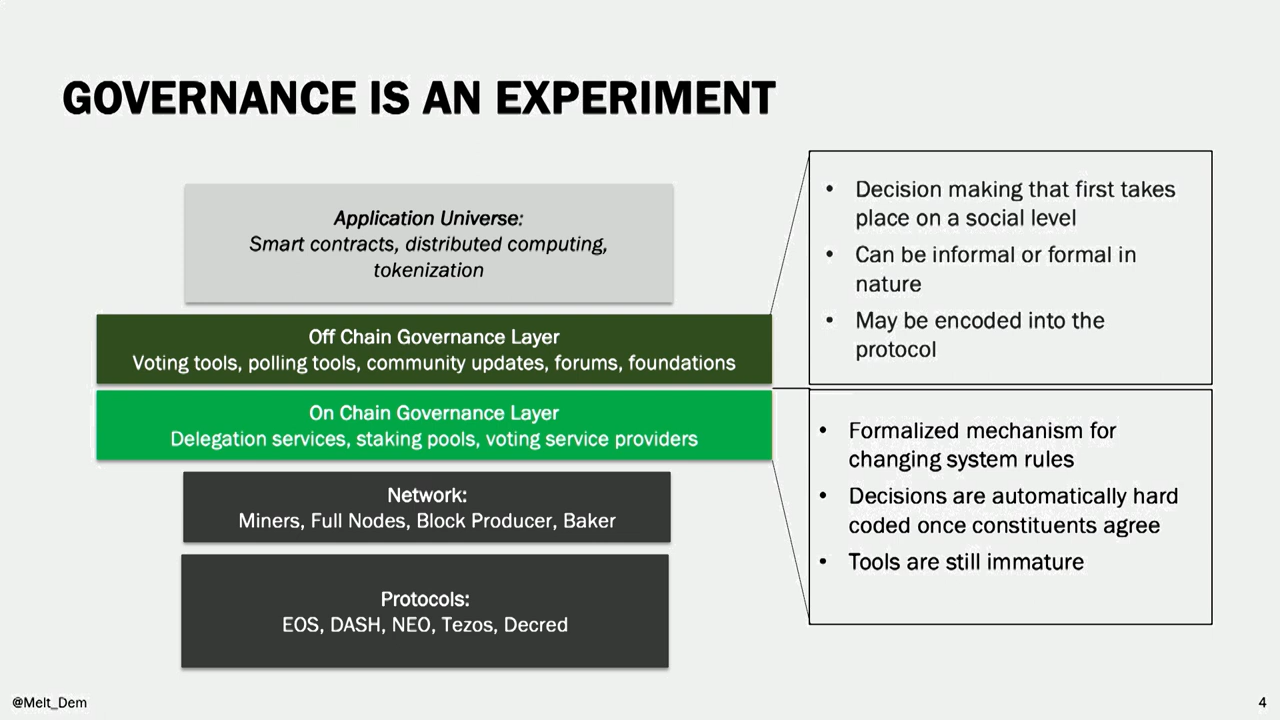 GOVERNANCE IS AN EXPERIMENT
Application Universe:
Smart contracts, distributed computing,
tokenization
Off Chain Governance Layer
Voting tools, polling tools, community updates, forums, foundations
On Chain Governance Layer
Delegation services, staking pools, voting service providers
Network:
Miners, Full Nodes, Block Producer, Baker
Protocols:
EOS, DASH, NEO, Tezos, Decred
• Decision making that first takes
place on a social level
• Can be informal or formal in
nature
• May be encoded into the
protocol
• Formalized mechanism for
changing system rules
• Decisions are automatically hard
coded once constituents agree
• Tools are still immature
@Melt_Dem
4